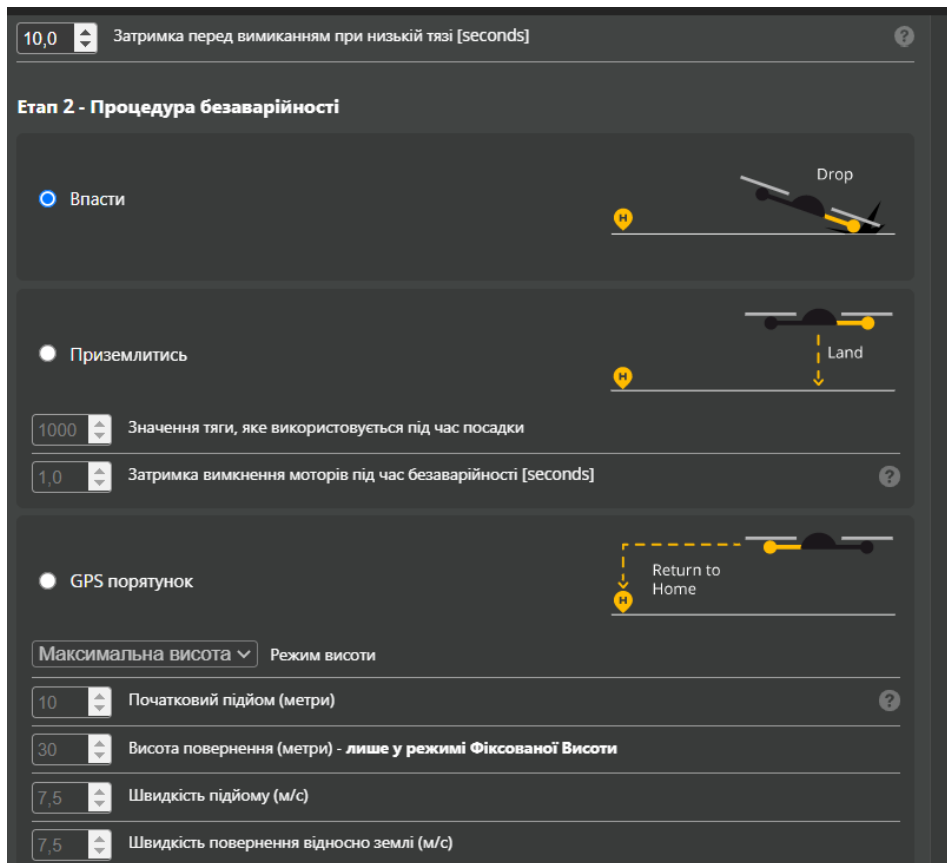 10,0 Затримка перед вимиканням при низькій тязі [seconds] ?
Етап 2 - Процедура безаварійності
Drop
Впасти
H
Приземлитись
Land
H
1000 Значення тяги, яке використовується під час посадки
1,0 Затримка вимкнення моторів під час безаварійності [seconds] ?
GPS порятунок
Return to
Home
H
Максимальна висота Режим висоти
10 Початковий підйом (метри) ?
30 Висота повернення (метри) - лише у режимі Фіксованої Висоти
7,5 Швидкість підйому (м/с)
7,5 Швидкість повернення відносно землі (м/с)